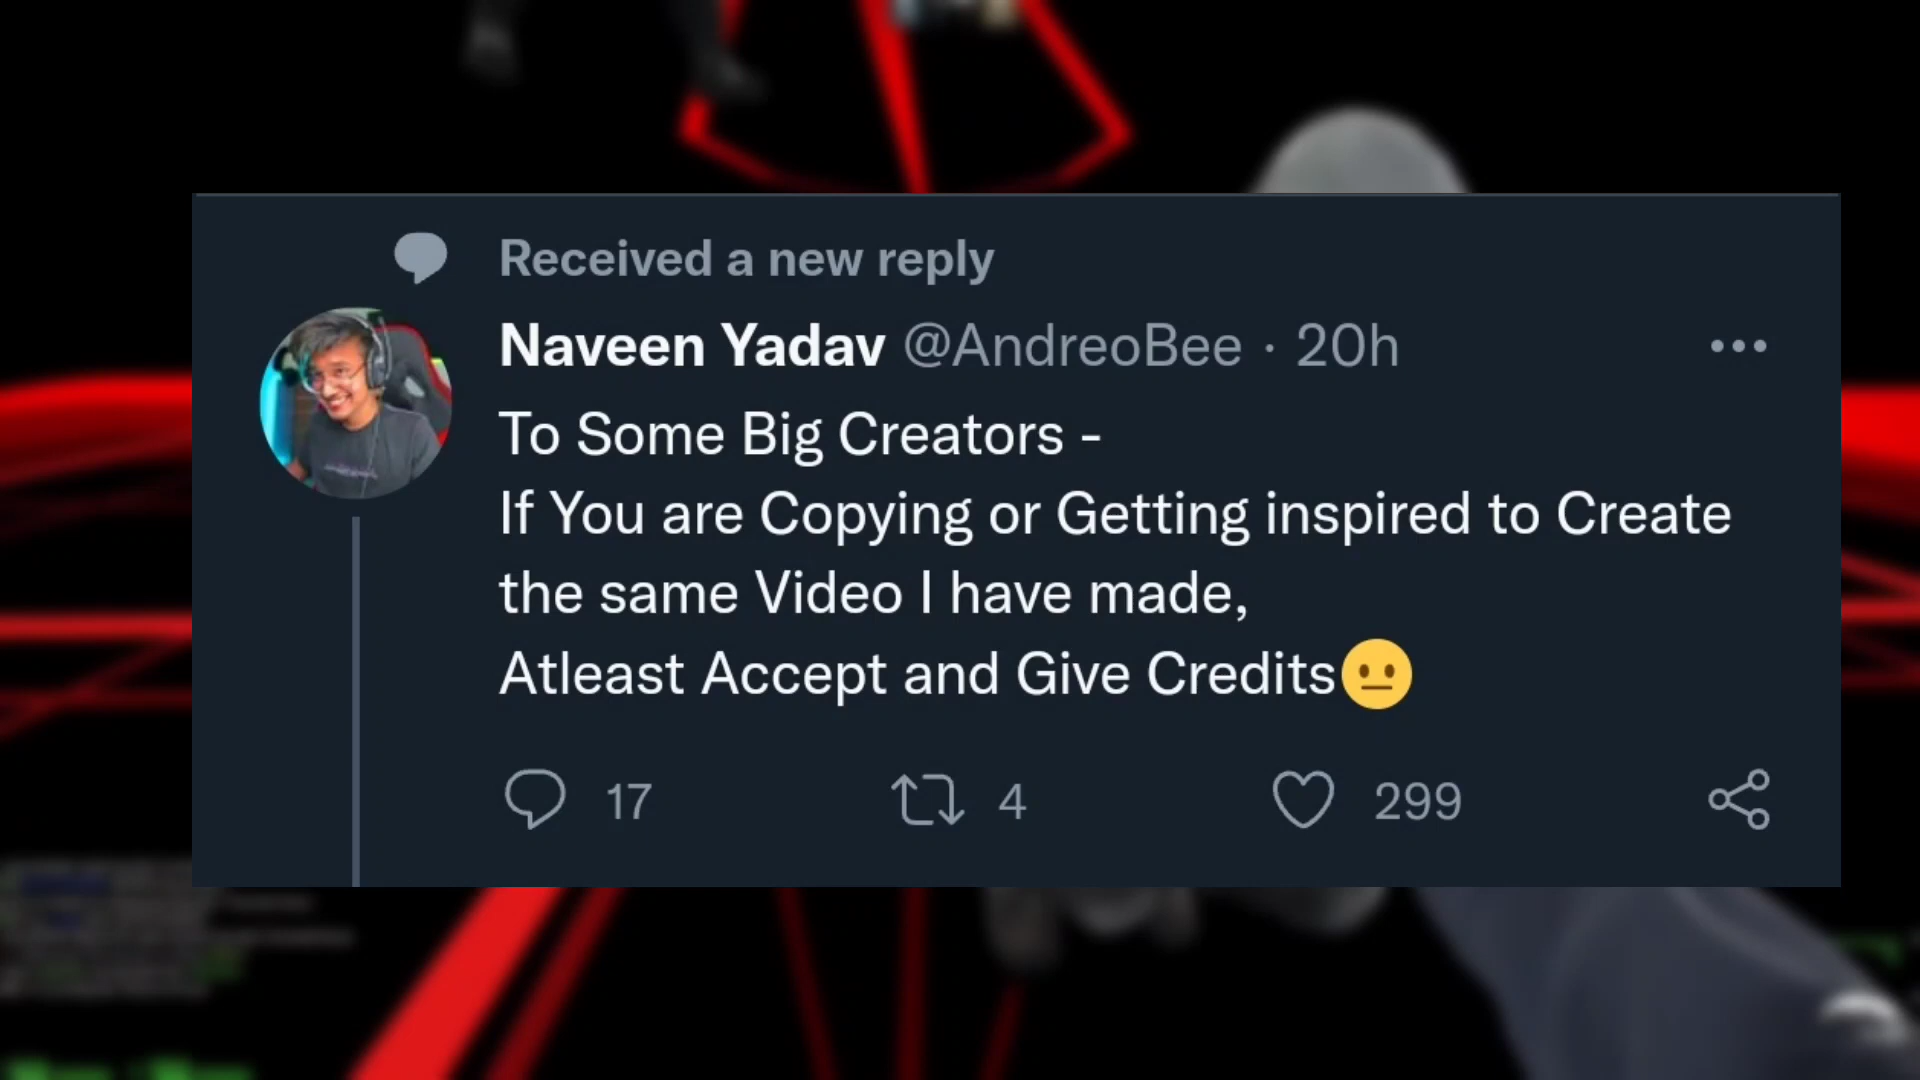 Received a new reply
Naveen Yadav @AndreoBee · 20h
To Some Big Creators -
If You are Copying or Getting inspired to Create
the same Video I have made,
Atleast Accept and Give Credits😐
17 4 299